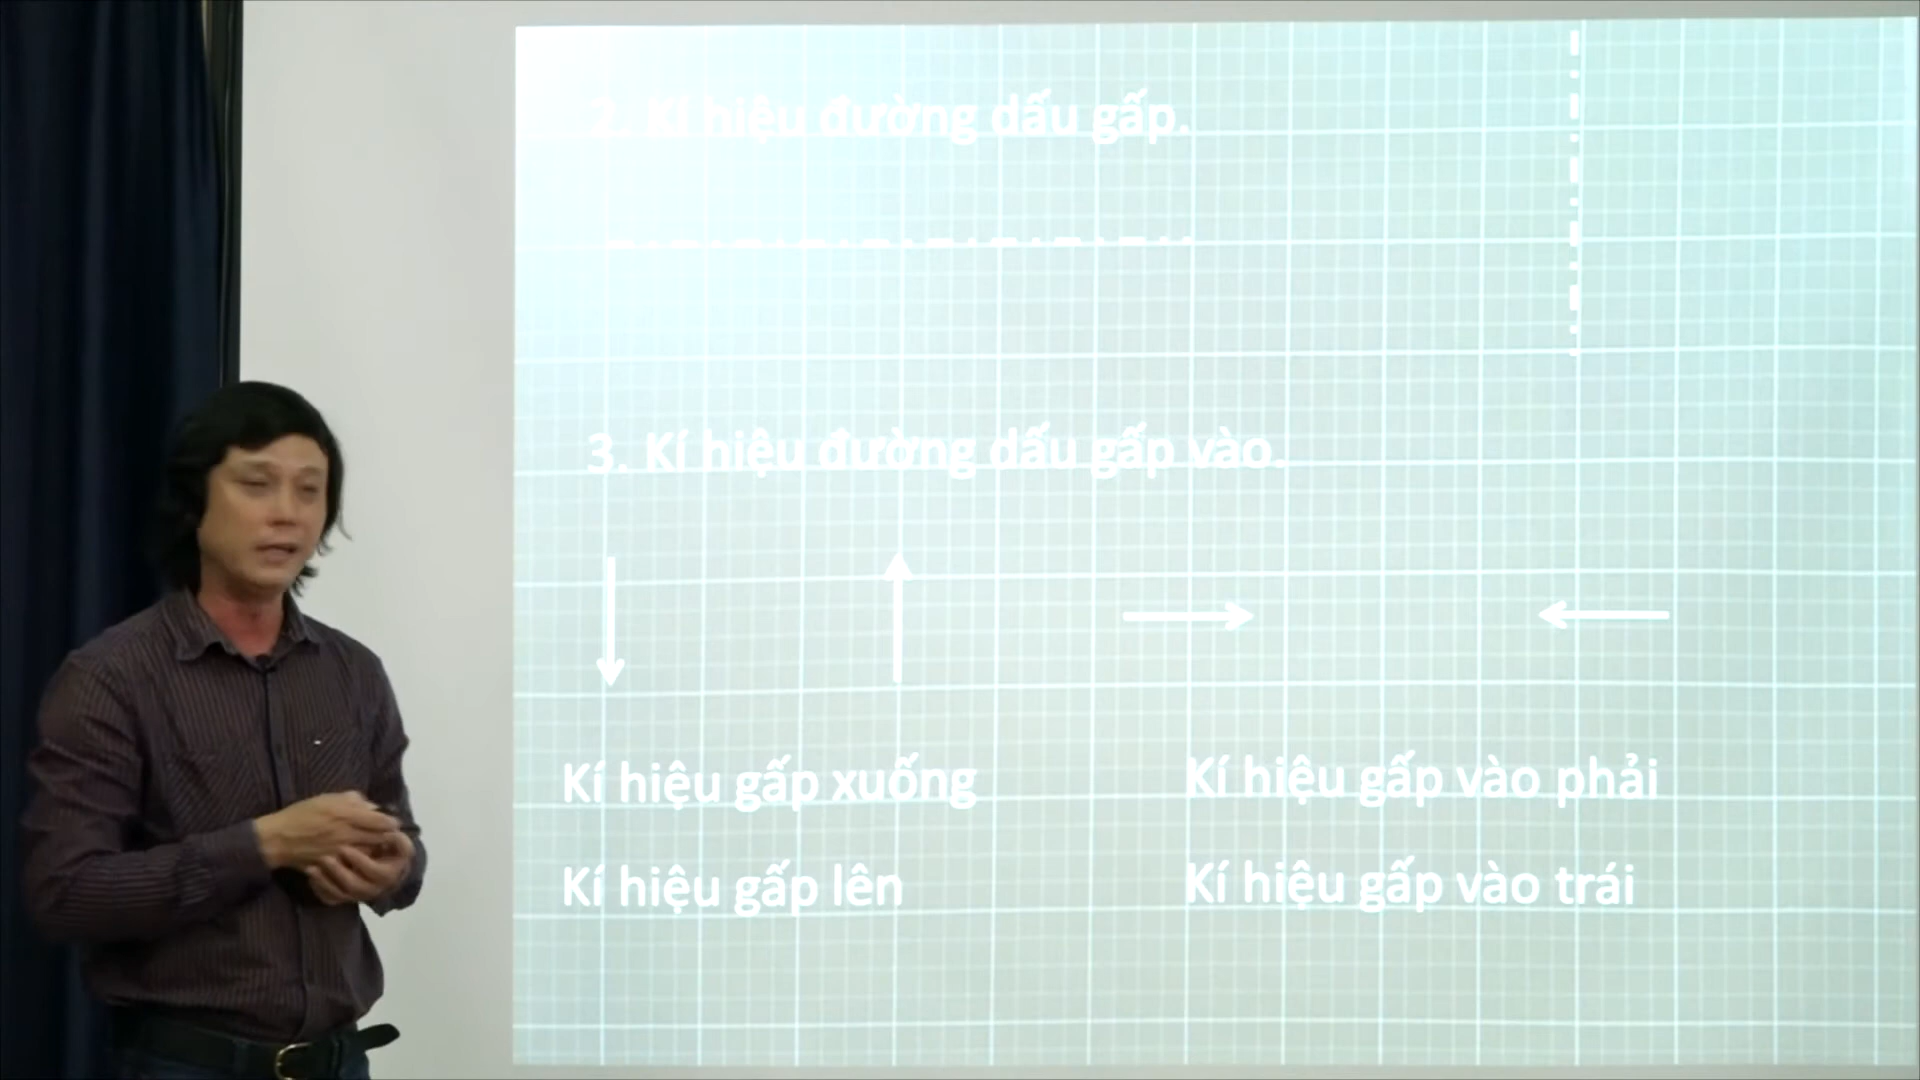 2. Kí hiệu đường dấu gấp.
3. Kí hiệu đường dấu gấp vào.
Kí hiệu gấp xuống
Kí hiệu gấp lên
Kí hiệu gấp vào phải
Kí hiệu gấp vào trái